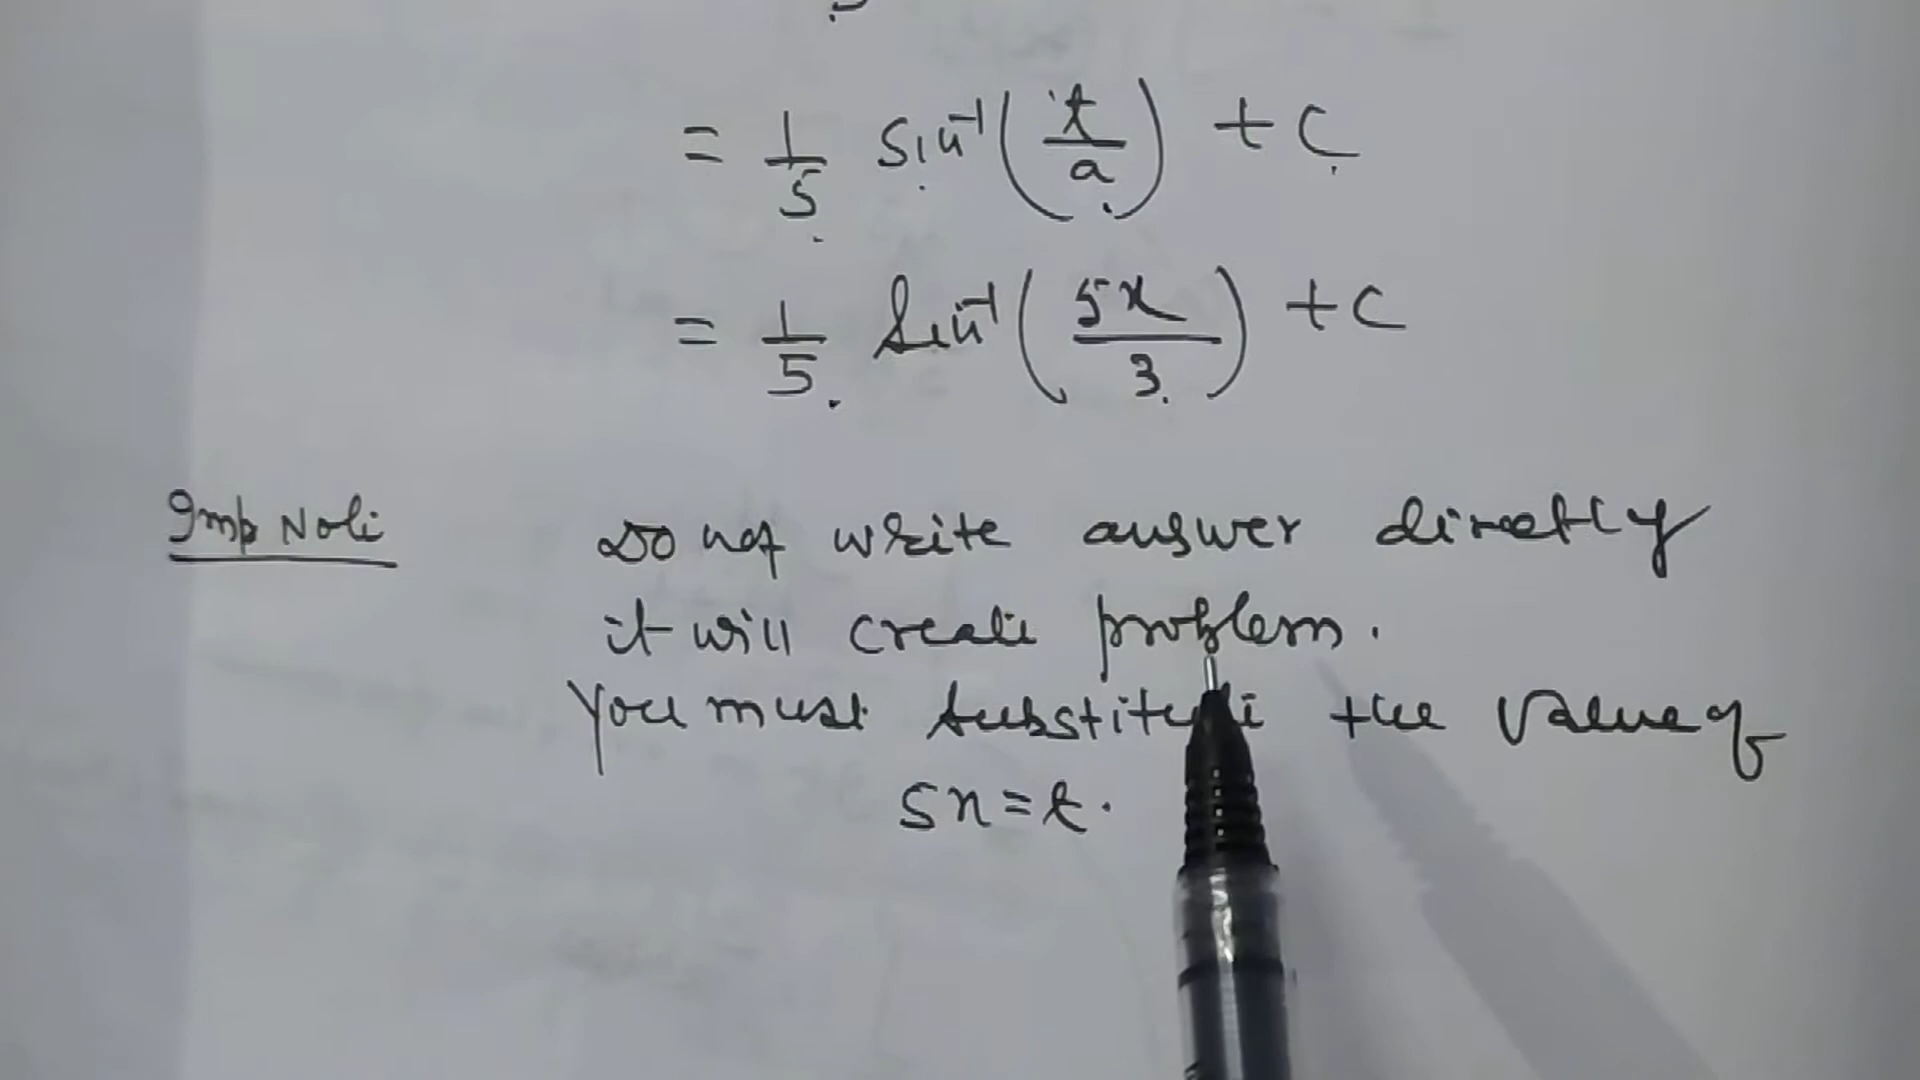 = 1/5 sin⁻¹(t/a) + C
= 1/5 sin⁻¹(5x/3) + C
Imp Note Do not write answer directly
it will create problem.
You must substitute the value of
5x = t.